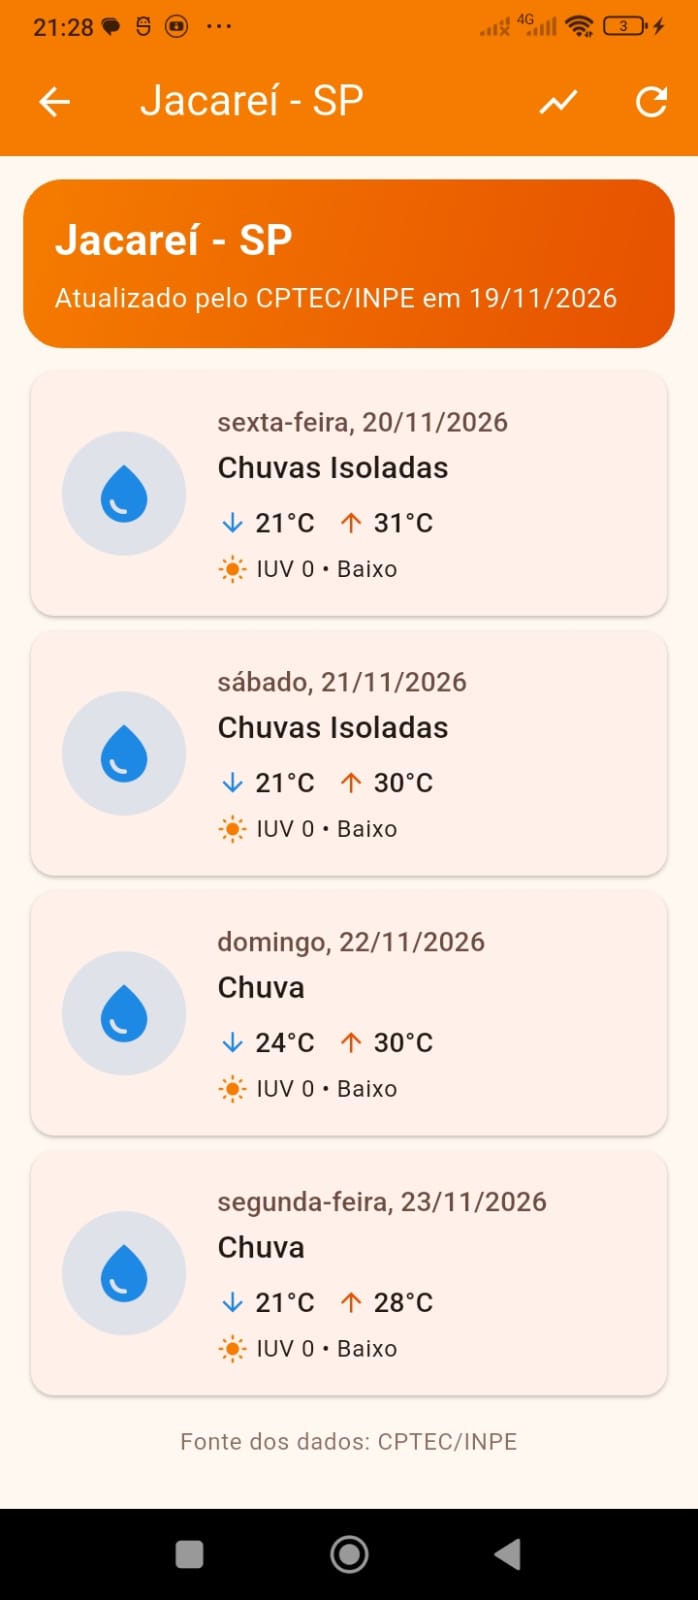 21:28
4G
3
Jacareí - SP
Jacareí - SP
Atualizado pelo CPTEC/INPE em 19/11/2026
sexta-feira, 20/11/2026
Chuvas Isoladas
21°C 31°C
IUV 0 • Baixo
sábado, 21/11/2026
Chuvas Isoladas
21°C 30°C
IUV 0 • Baixo
domingo, 22/11/2026
Chuva
24°C 30°C
IUV 0 • Baixo
segunda-feira, 23/11/2026
Chuva
21°C 28°C
IUV 0 • Baixo
Fonte dos dados: CPTEC/INPE